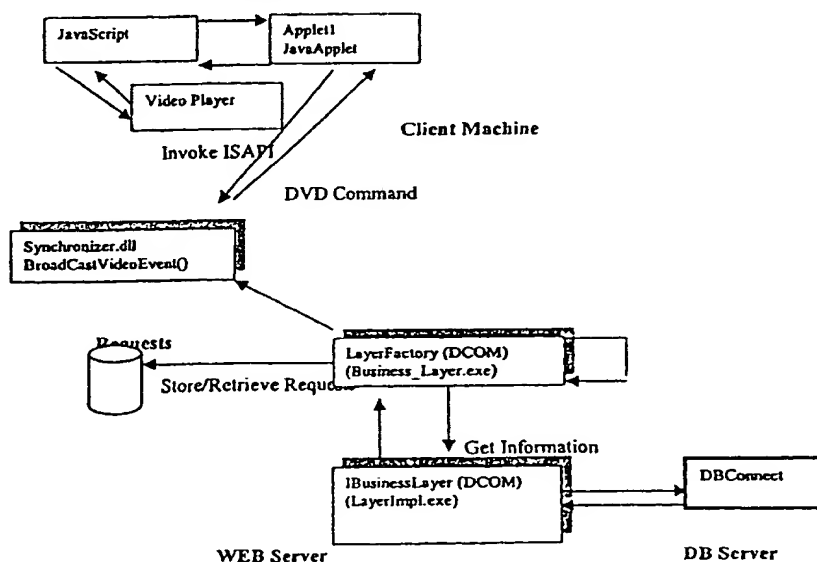 JavaScript
Applet1
JavaApplet
Video Player
Client Machine
Invoke ISAPI
DVD Command
Synchronizer.dll
BroadCastVideoEvent()
Requests
LayerFactory (DCOM)
(Business_Layer.exe)
Store/Retrieve Requests
Get Information
IBusinessLayer (DCOM)
(LayerImpl.exe)
DBConnect
WEB Server
DB Server